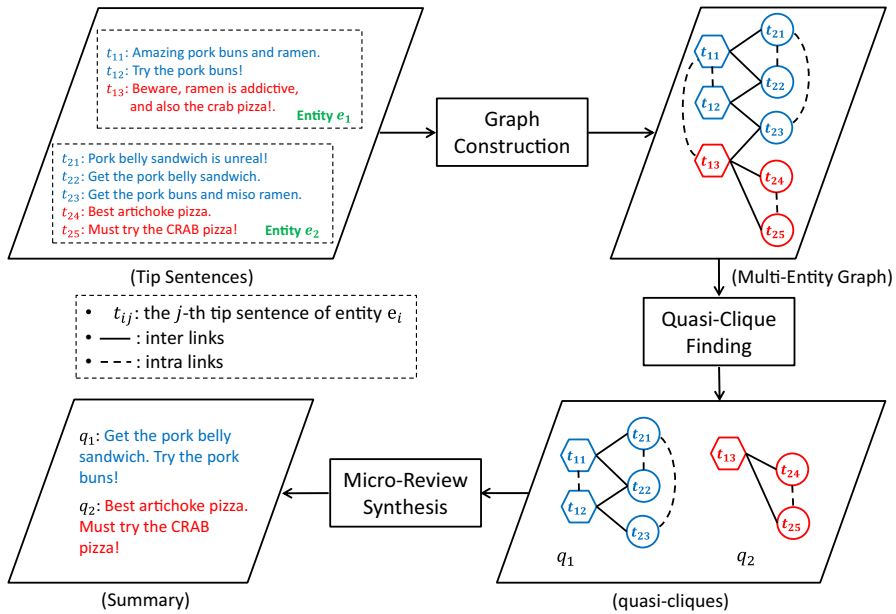 t₁₁: Amazing pork buns and ramen.
t₁₂: Try the pork buns!
t₁₃: Beware, ramen is addictive,
and also the crab pizza!.
Entity e₁
t₂₁: Pork belly sandwich is unreal!
t₂₂: Get the pork belly sandwich.
t₂₃: Get the pork buns and miso ramen.
t₂₄: Best artichoke pizza.
t₂₅: Must try the CRAB pizza!
Entity e₂
(Tip Sentences)
Graph
Construction
t₁₁
t₁₂
t₁₃
t₂₁
t₂₂
t₂₃
t₂₄
t₂₅
(Multi-Entity Graph)
• tᵢⱼ: the j-th tip sentence of entity eᵢ
• : inter links
• : intra links
Quasi-Clique
Finding
t₁₁
t₁₂
t₂₁
t₂₂
t₂₃
q₁
t₁₃
t₂₄
t₂₅
q₂
(quasi-cliques)
Micro-Review
Synthesis
q₁: Get the pork belly
sandwich. Try the pork
buns!
q₂: Best artichoke pizza.
Must try the CRAB
pizza!
(Summary)